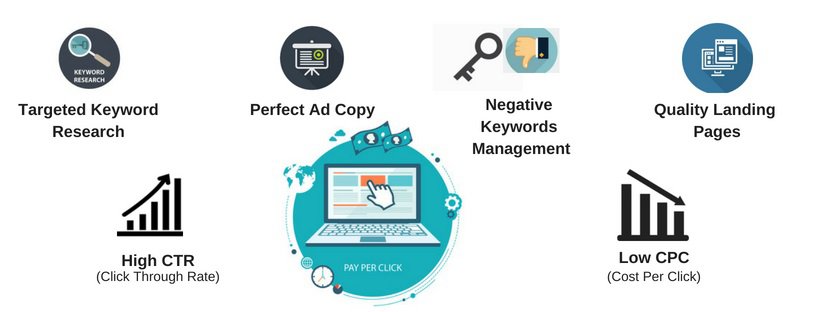 KEYWORD
RESEARCH
Targeted Keyword
Research
Perfect Ad Copy
Negative
Keywords
Management
Quality Landing
Pages
High CTR
(Click Through Rate)
PAY PER CLICK
Low CPC
(Cost Per Click)